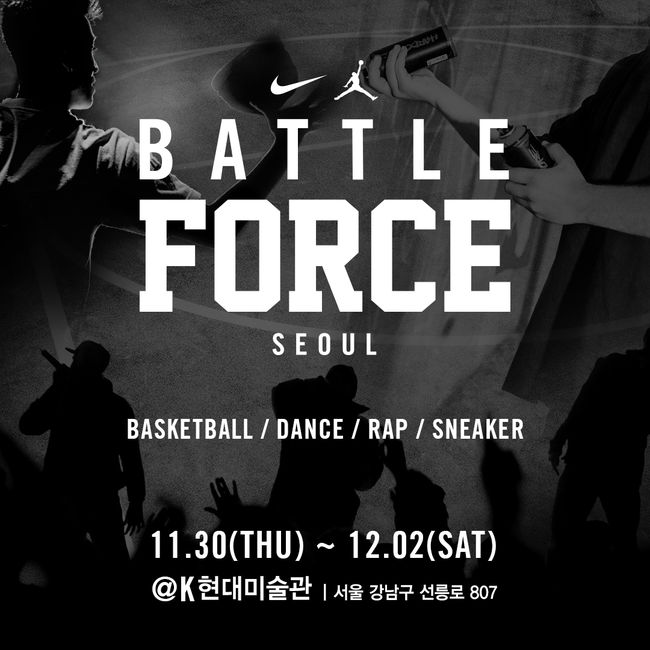 BATTLE
FORCE
SEOUL
BASKETBALL / DANCE / RAP / SNEAKER
11.30(THU) ~ 12.02(SAT)
@K현대미술관 | 서울 강남구 선릉로 807